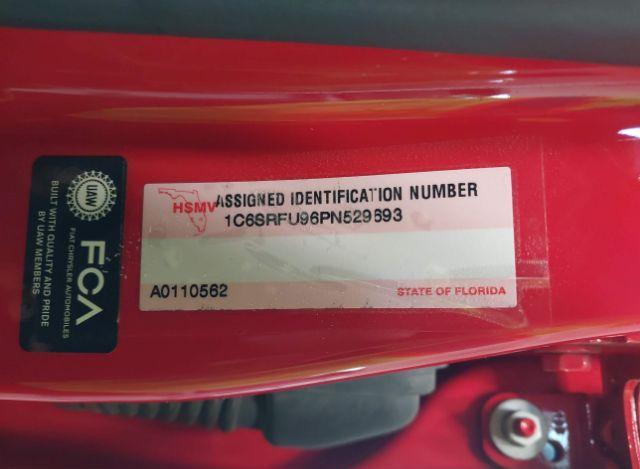 HSMV ASSIGNED IDENTIFICATION NUMBER
1C6SRFU96PN529693
A0110562 STATE OF FLORIDA
UAW
BUILT WITH QUALITY AND PRIDE
BY UAW MEMBERS
FCA
FIAT CHRYSLER AUTOMOBILES